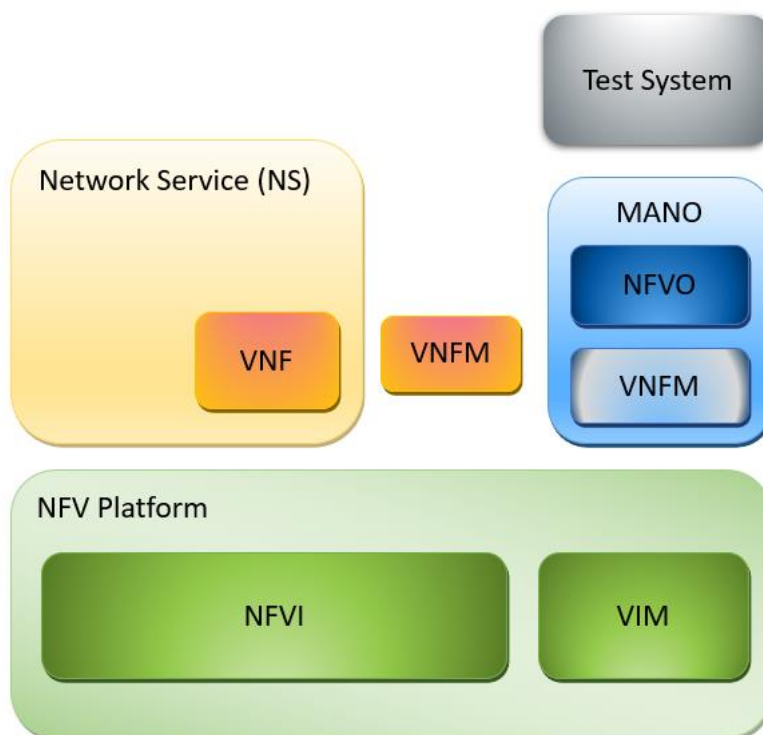 Test System
Network Service (NS)
MANO
NFVO
VNF
VNFM
VNFM
NFV Platform
NFVI
VIM